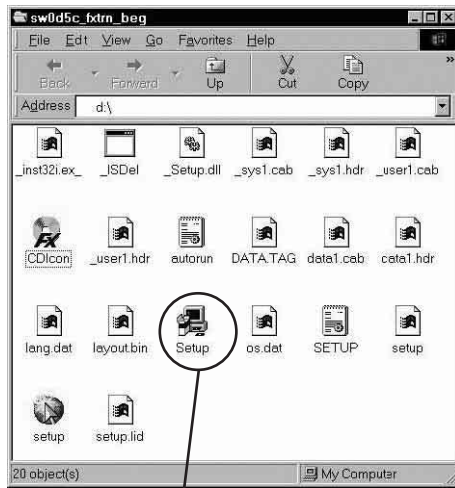 sw0d5c_fxtrn_beg
File Edit View Go Favorites Help
Back Forward Up Cut Copy »
Address d:\
_inst32i.ex_ _ISDel _Setup.dll _sys1.cab _sys1.hdr _user1.cab
FX
CDIcon _user1.hdr autorun DATA.TAG data1.cab cata1.hdr
lang.dat layout.bin Setup os.dat SETUP setup
setup setup.lid
20 object(s) My Computer